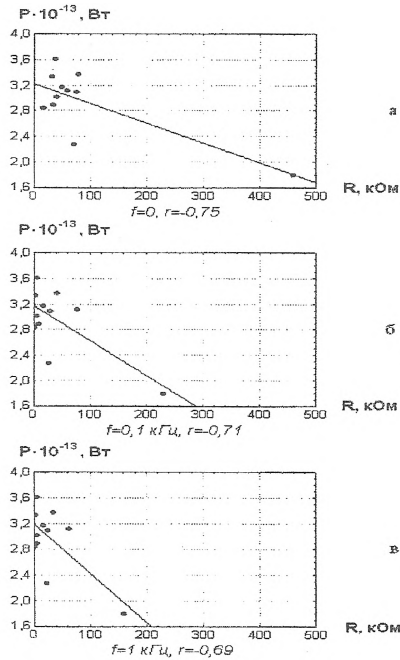 P·10⁻¹³, Вт
4,0
3,6
3,2
2,8
2,4
2,0
1,6
0 100 200 300 400 500
R, кОм
f=0, r=-0,75
а
P·10⁻¹³, Вт
4,0
3,6
3,2
2,8
2,4
2,0
1,6
0 100 200 300 400 500
R, кОм
f=0,1 кГц, r=-0,71
б
P·10⁻¹³, Вт
4,0
3,6
3,2
2,8
2,4
2,0
1,6
0 100 200 300 400 500
R, кОм
f=1 кГц, r=-0,69
в